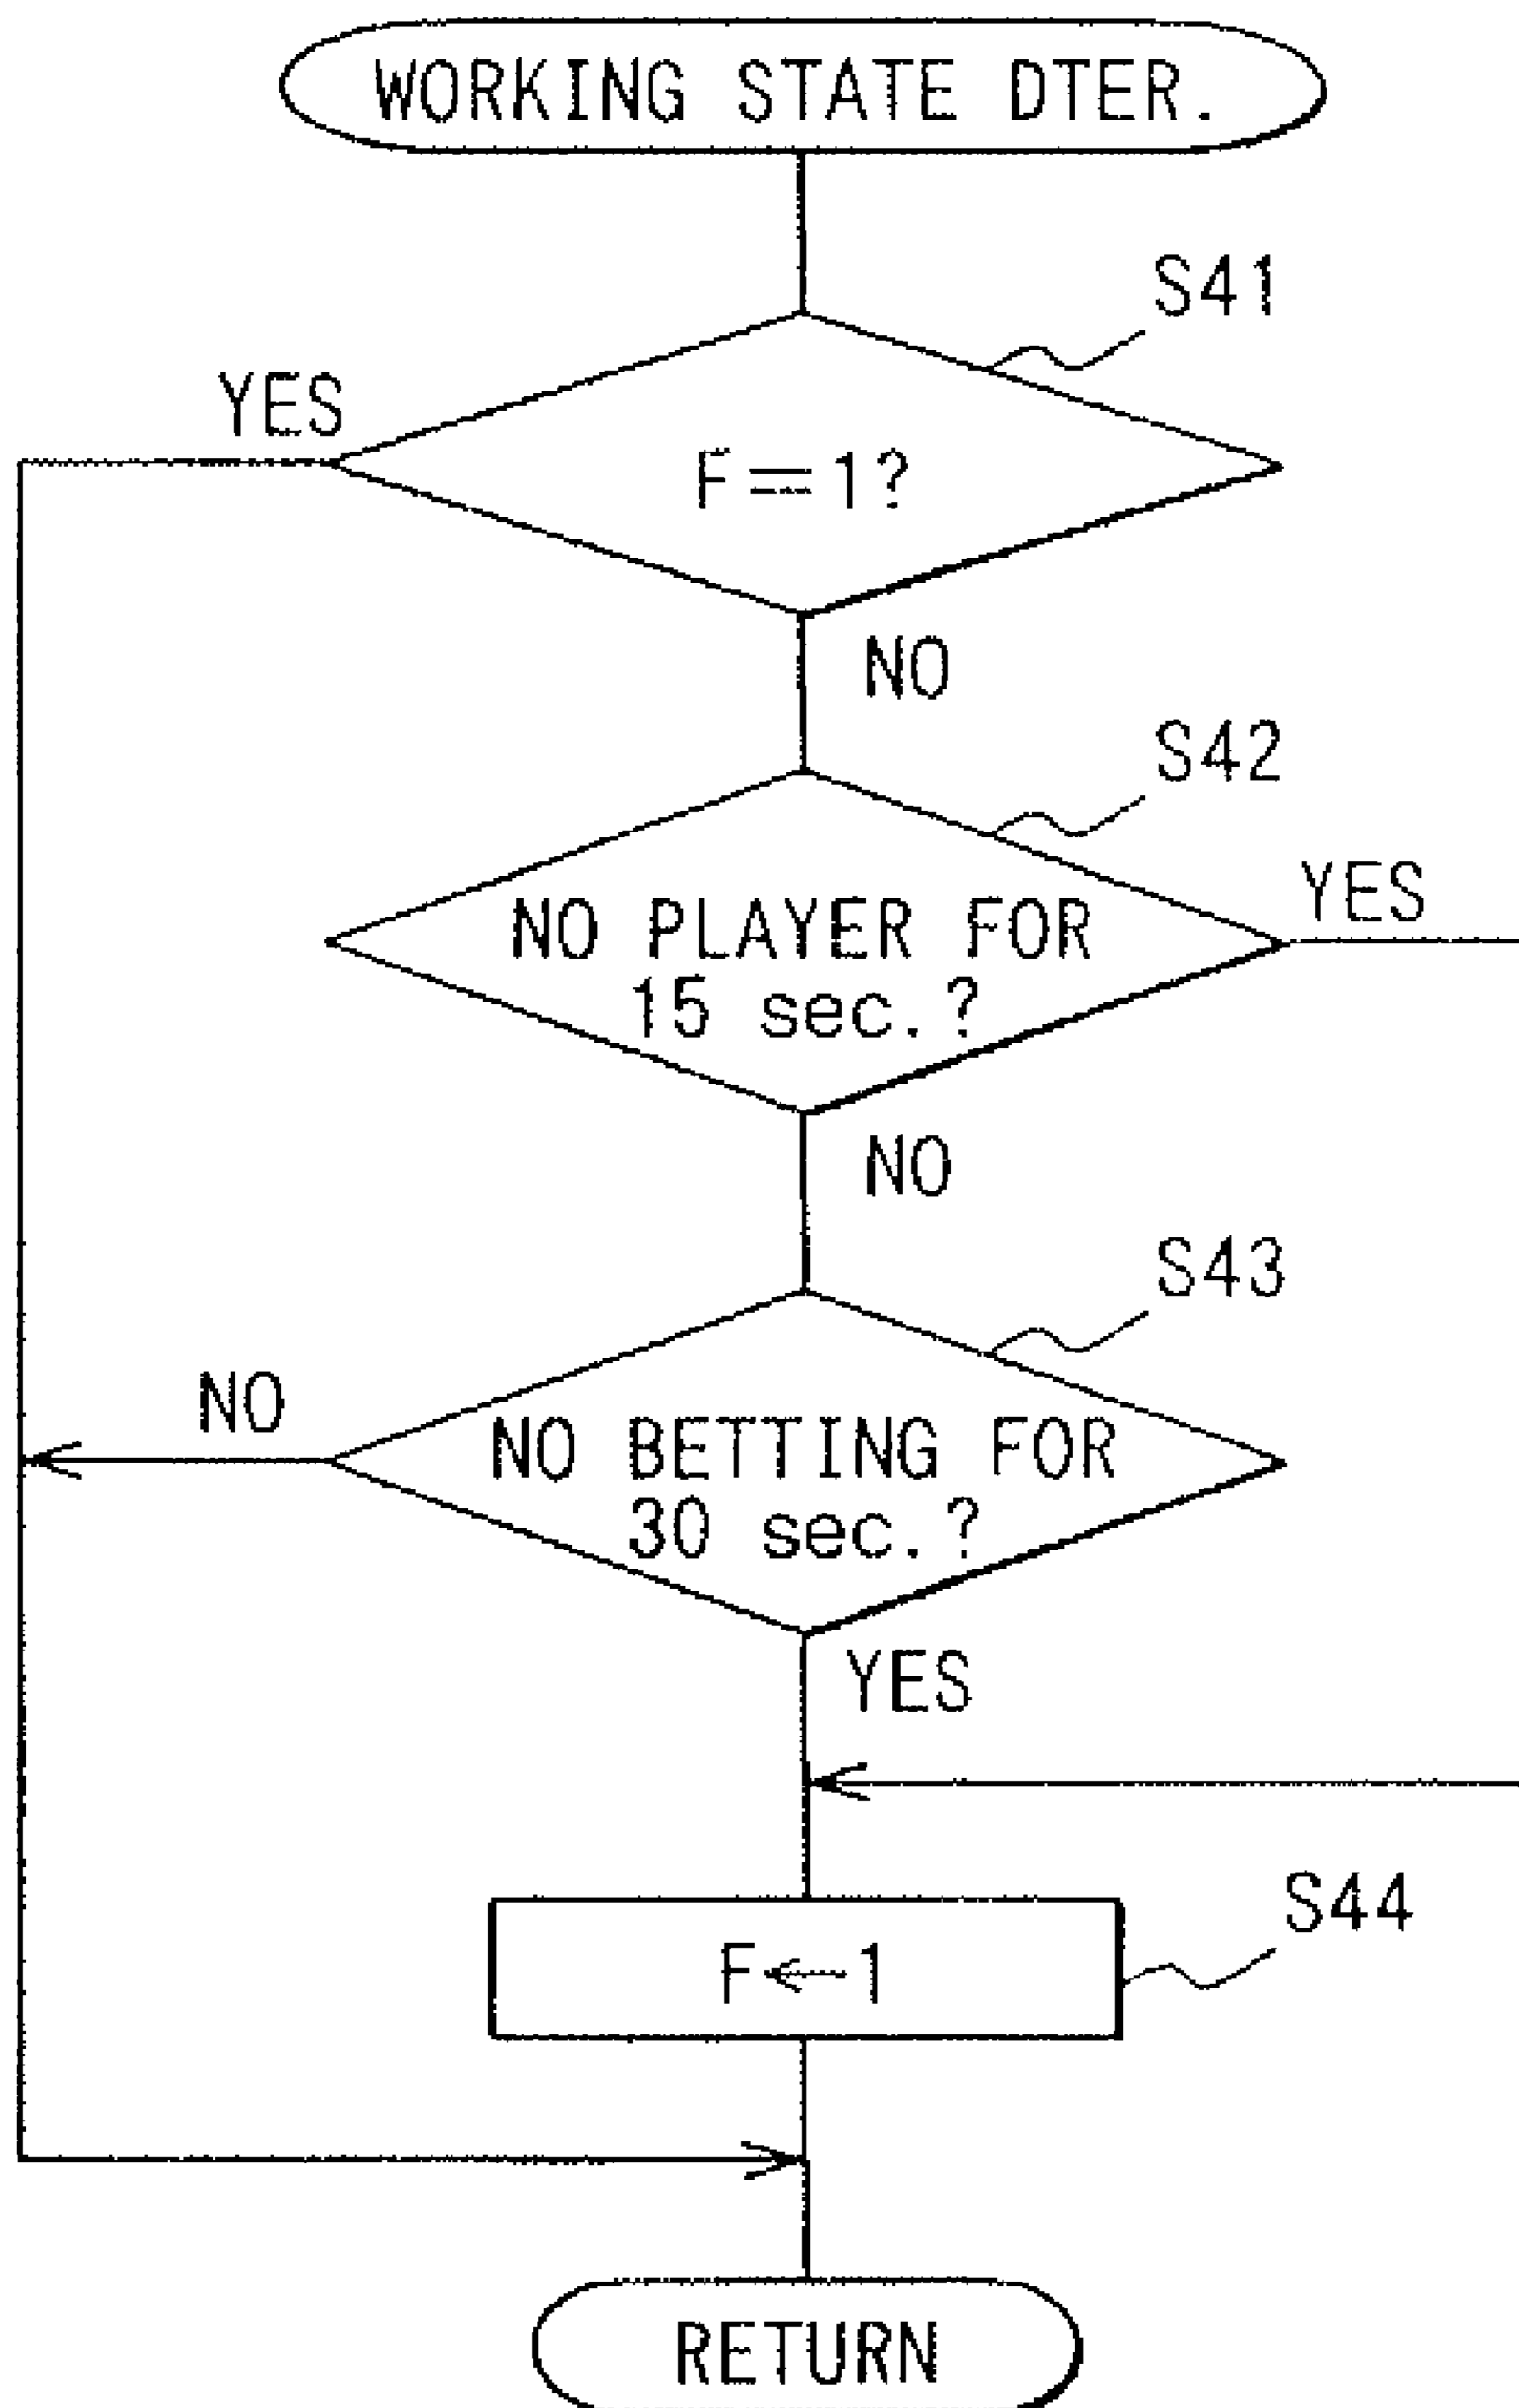 WORKING STATE DTER.
S41
YES
F==1?
NO
S42
YES
NO PLAYER FOR
15 sec.?
NO
S43
NO
NO BETTING FOR
30 sec.?
YES
S44
F←1
RETURN